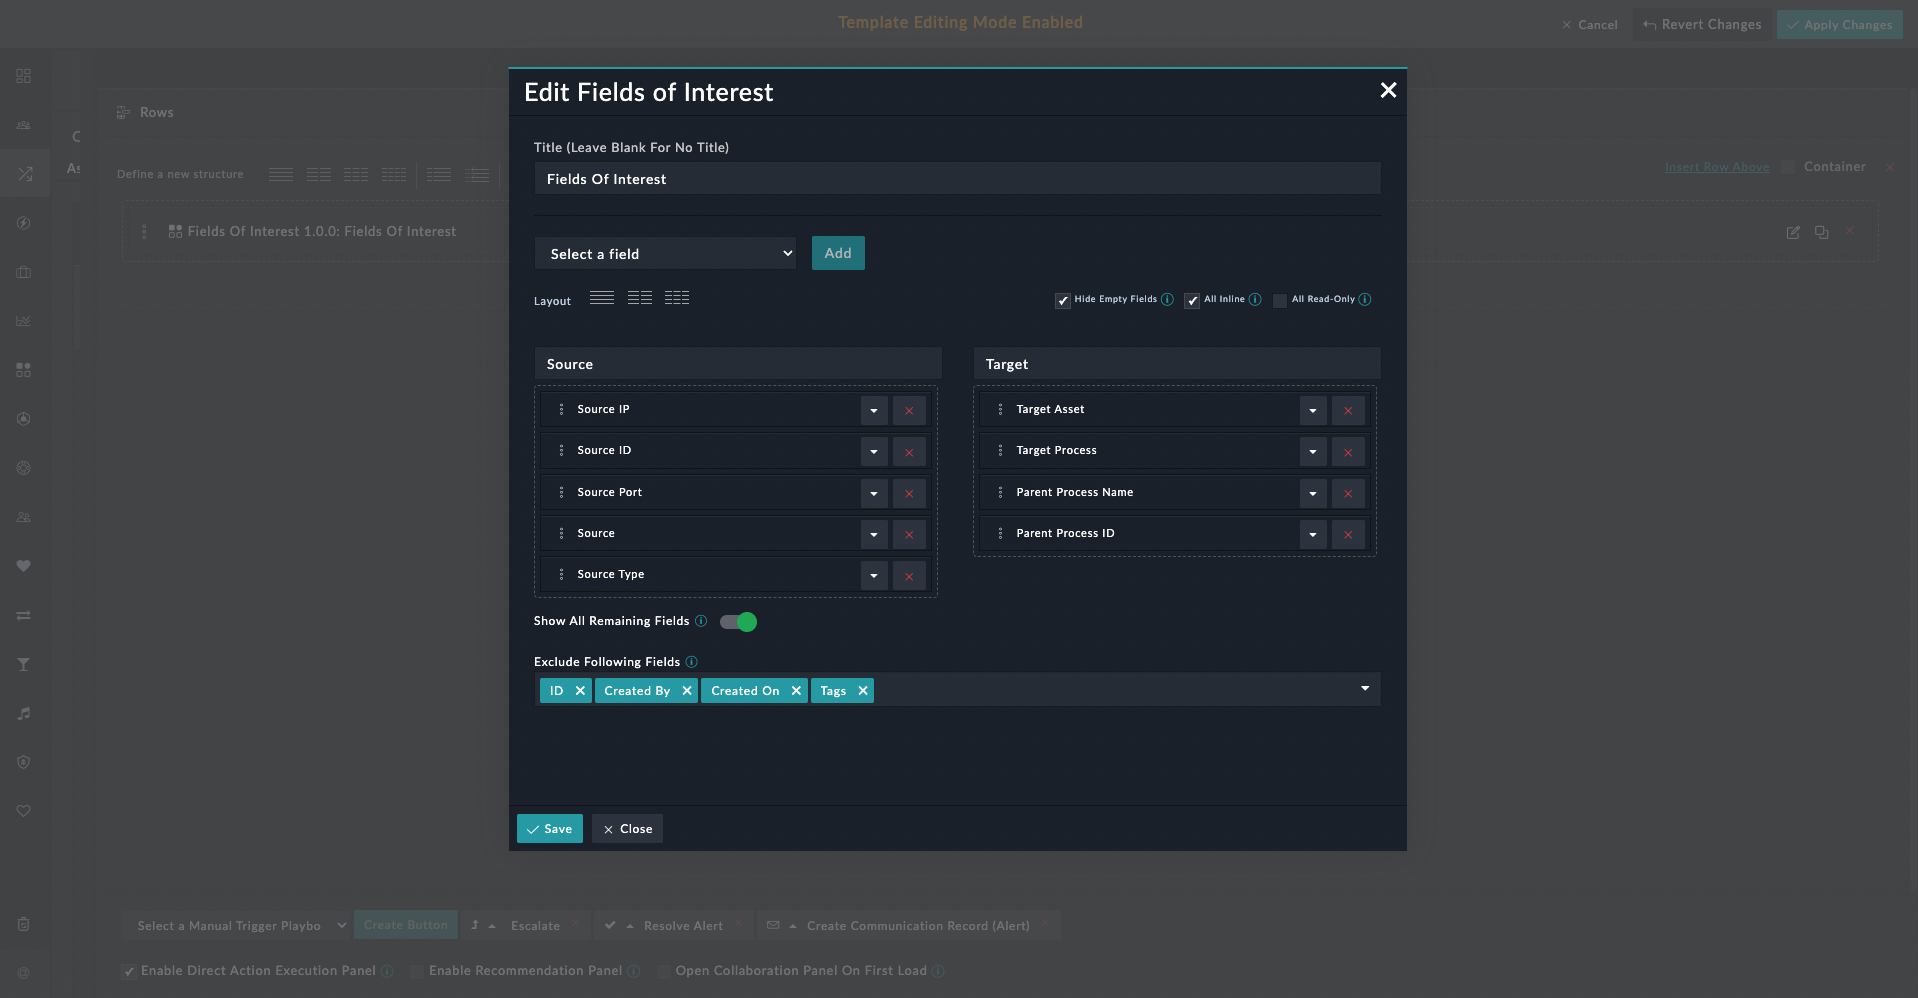 Template Editing Mode Enabled
Cancel
Revert Changes
Apply Changes
Edit Fields of Interest
Rows
Title (Leave Blank For No Title)
As
Define a new structure
Insert Row Above
Container
Fields Of Interest
Fields Of Interest 1.0.0: Fields Of Interest
Select a field
Add
Layout
Hide Empty Fields
All Inline
All Read-Only
Source
Target
Source IP
Target Asset
Source ID
Target Process
Source Port
Parent Process Name
Source
Parent Process ID
Source Type
Show All Remaining Fields
Exclude Following Fields
ID
Created By
Created On
Tags
Save
Close
Select a Manual Trigger Playbo
Create Button
Escalate
Resolve Alert
Create Communication Record (Alert)
Enable Direct Action Execution Panel
Enable Recommendation Panel
Open Collaboration Panel On First Load